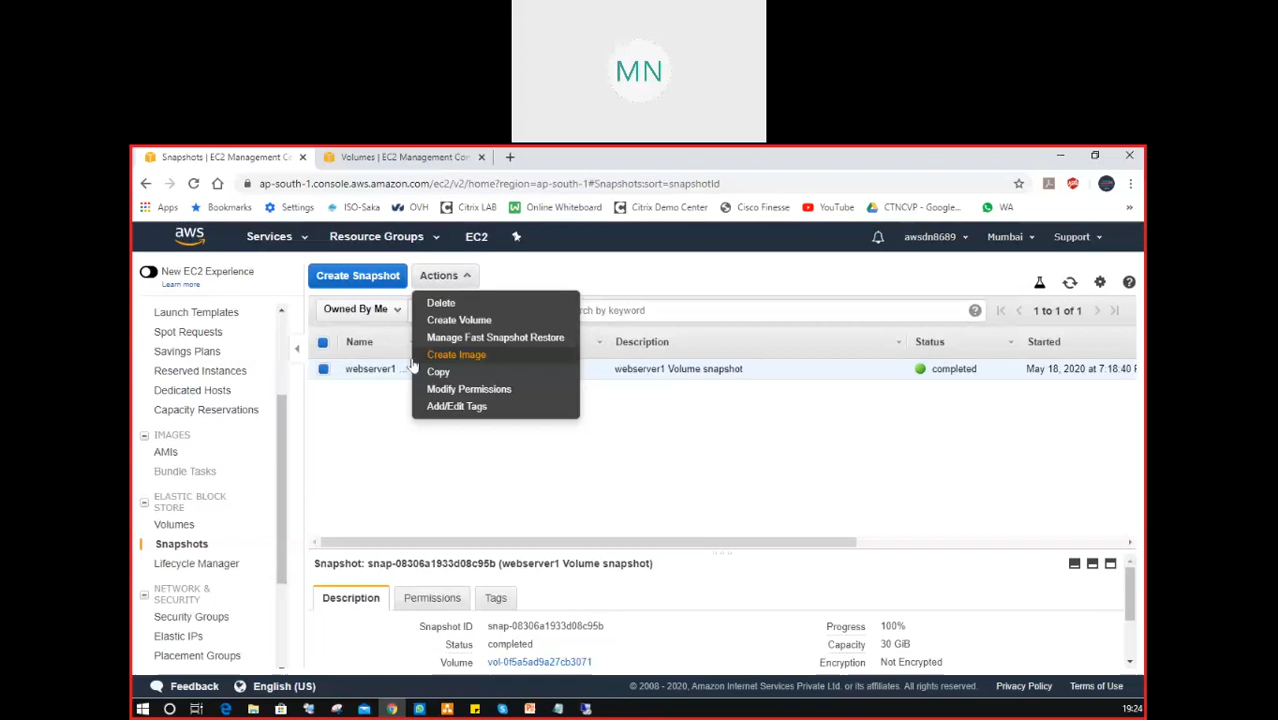 MN
Snapshots | EC2 Management Co
Volumes | EC2 Management Con
ap-south-1.console.aws.amazon.com/ec2/v2/home?region=ap-south-1#Snapshots:sort=snapshotId
Apps Bookmarks Settings ISO-Saka OVH Citrix LAB Online Whiteboard Citrix Demo Center Cisco Finesse YouTube CTNCVP - Google... WA »
aws Services Resource Groups EC2 awsdn8689 Mumbai Support
New EC2 Experience
Learn more
Launch Templates
Spot Requests
Savings Plans
Reserved Instances
Dedicated Hosts
Capacity Reservations
IMAGES
AMIs
Bundle Tasks
ELASTIC BLOCK
STORE
Volumes
Snapshots
Lifecycle Manager
NETWORK &
SECURITY
Security Groups
Elastic IPs
Placement Groups
Create Snapshot Actions
Delete
Create Volume
Manage Fast Snapshot Restore
Create Image
Copy
Modify Permissions
Add/Edit Tags
Owned By Me ch by keyword 1 to 1 of 1
Name Description Status Started
webserver1 ... webserver1 Volume snapshot completed May 18, 2020 at 7:18:40 P
Snapshot: snap-08306a1933d08c95b (webserver1 Volume snapshot)
Description Permissions Tags
Snapshot ID snap-08306a1933d08c95b Progress 100%
Status completed Capacity 30 GiB
Volume vol-0f5a5ad9a27cb3071 Encryption Not Encrypted
Feedback English (US) © 2008 - 2020, Amazon Internet Services Private Ltd. or its affiliates. All rights reserved. Privacy Policy Terms of Use
19:24